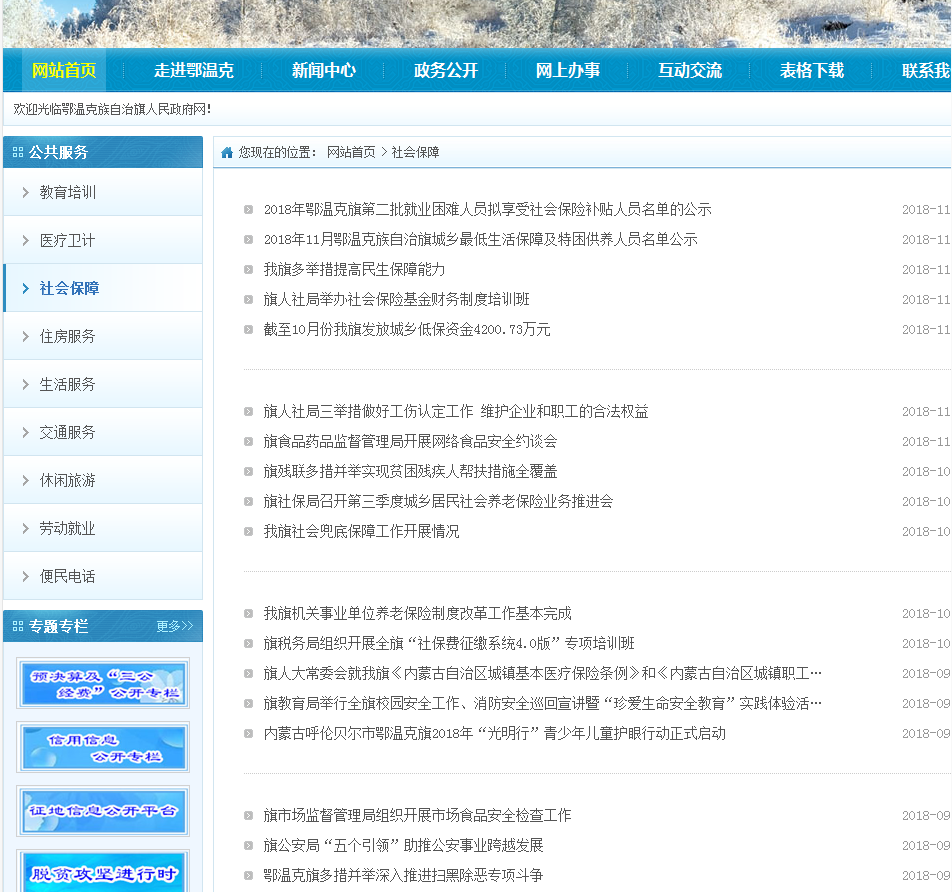 网站首页 走进鄂温克 新闻中心 政务公开 网上办事 互动交流 表格下载 联系我
欢迎光临鄂温克族自治旗人民政府网!
公共服务
教育培训
医疗卫计
社会保障
住房服务
生活服务
交通服务
休闲旅游
劳动就业
便民电话
专题专栏 更多>>
预决算及“三公
经费”公开专栏
信用信息
公开专栏
征地信息公开平台
脱贫攻坚进行时
您现在的位置: 网站首页 > 社会保障
2018年鄂温克旗第二批就业困难人员拟享受社会保险补贴人员名单的公示 2018-11
2018年11月鄂温克族自治旗城乡最低生活保障及特困供养人员名单公示 2018-11
我旗多举措提高民生保障能力 2018-11
旗人社局举办社会保险基金财务制度培训班 2018-11
截至10月份我旗发放城乡低保资金4200.73万元 2018-11
旗人社局三举措做好工伤认定工作 维护企业和职工的合法权益 2018-11
旗食品药品监督管理局开展网络食品安全约谈会 2018-11
旗残联多措并举实现贫困残疾人帮扶措施全覆盖 2018-10
旗社保局召开第三季度城乡居民社会养老保险业务推进会 2018-10
我旗社会兜底保障工作开展情况 2018-10
我旗机关事业单位养老保险制度改革工作基本完成 2018-10
旗税务局组织开展全旗“社保费征缴系统4.0版”专项培训班 2018-10
旗人大常委会就我旗《内蒙古自治区城镇基本医疗保险条例》和《内蒙古自治区城镇职工… 2018-09
旗教育局举行全旗校园安全工作、消防安全巡回宣讲暨“珍爱生命安全教育”实践体验活… 2018-09
内蒙古呼伦贝尔市鄂温克旗2018年“光明行”青少年儿童护眼行动正式启动 2018-09
旗市场监督管理局组织开展市场食品安全检查工作 2018-09
旗公安局“五个引领”助推公安事业跨越发展 2018-09
鄂温克旗多措并举深入推进扫黑除恶专项斗争 2018-09